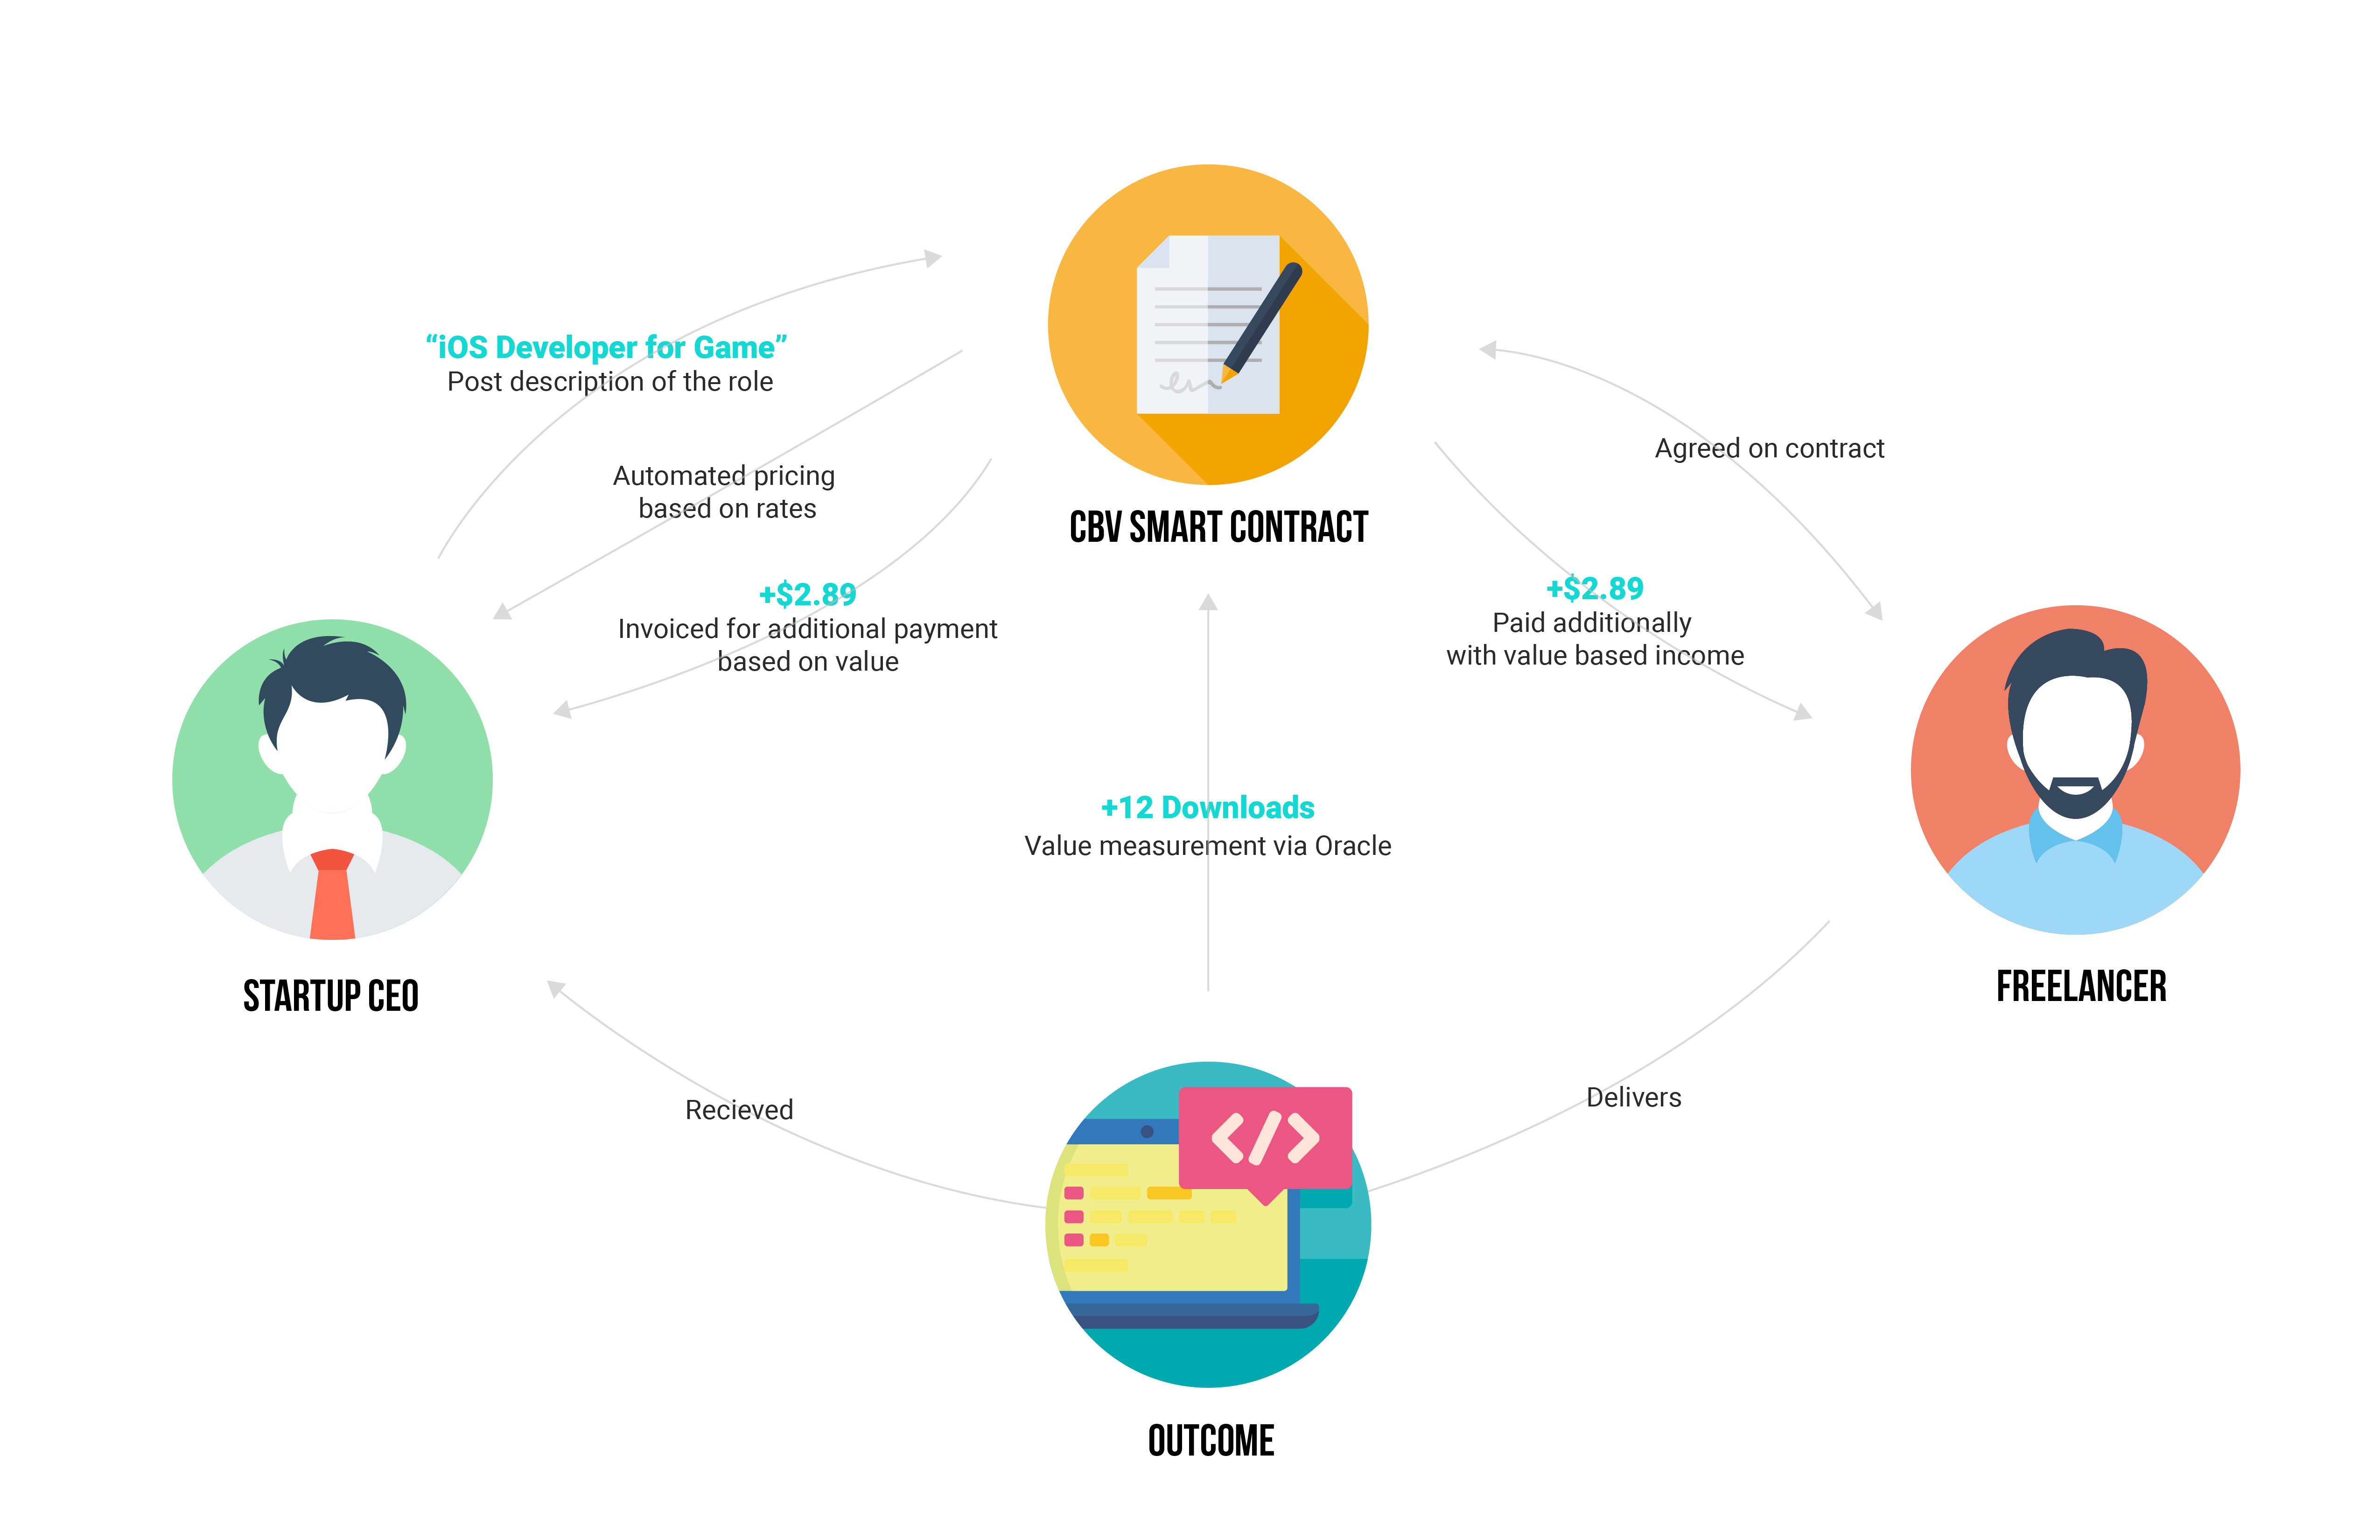 “iOS Developer for Game”
Post description of the role
Automated pricing
based on rates
+$2.89
Invoiced for additional payment
based on value
CBV SMART CONTRACT
Agreed on contract
+$2.89
Paid additionally
with value based income
+12 Downloads
Value measurement via Oracle
STARTUP CEO
FREELANCER
Recieved
Delivers
OUTCOME